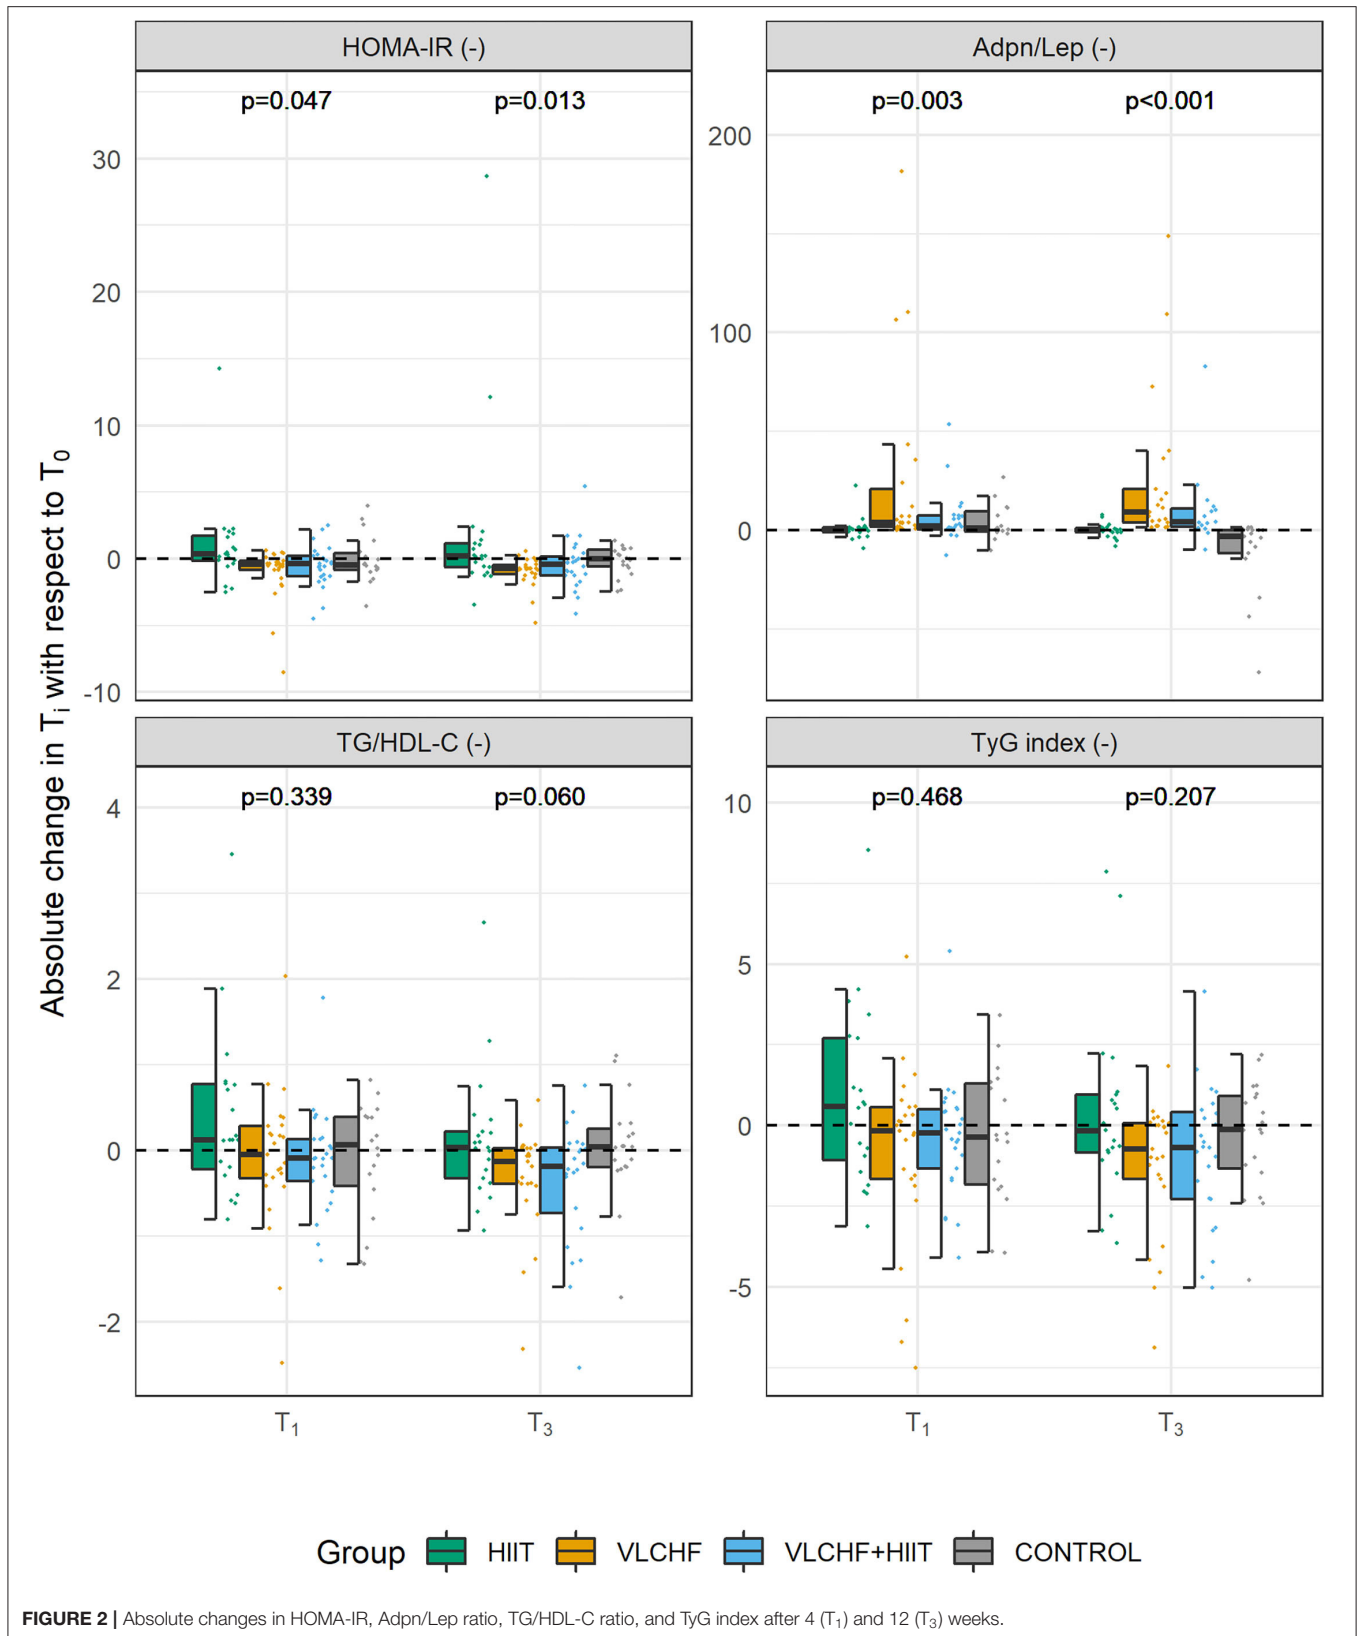 HOMA-IR (-)
Adpn/Lep (-)
p=0.047
p=0.013
p=0.003
p<0.001
30
20
10
0
-10
200
100
0
TG/HDL-C (-)
TyG index (-)
p=0.339
p=0.060
p=0.468
p=0.207
4
2
0
-2
10
5
0
-5
Absolute change in Tᵢ with respect to T₀
T₁
T₃
T₁
T₃
Group HIIT VLCHF VLCHF+HIIT CONTROL
FIGURE 2 | Absolute changes in HOMA-IR, Adpn/Lep ratio, TG/HDL-C ratio, and TyG index after 4 (T₁) and 12 (T₃) weeks.